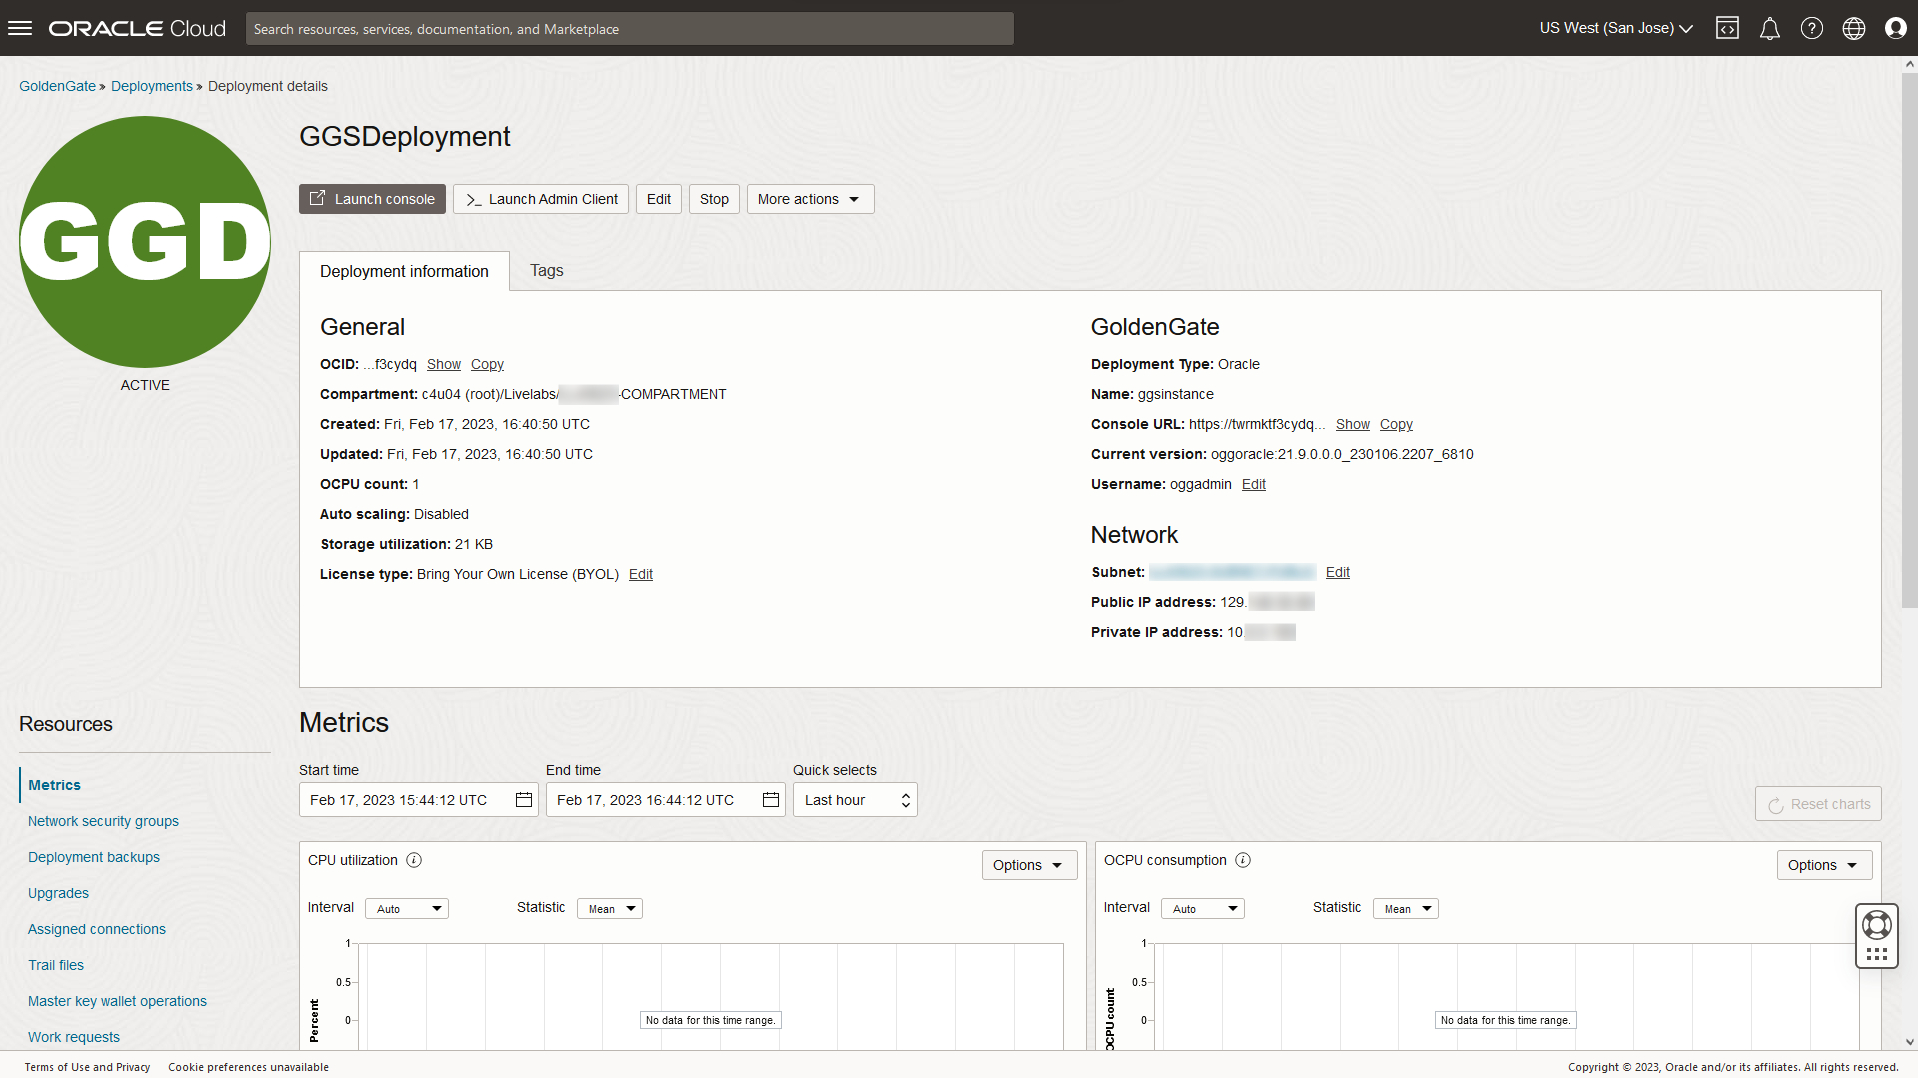 ORACLE Cloud
Search resources, services, documentation, and Marketplace
US West (San Jose)
GoldenGate » Deployments » Deployment details
GGD
ACTIVE
GGSDeployment
Launch console
Launch Admin Client
Edit
Stop
More actions
Deployment information
Tags
General
OCID: ...f3cydq Show Copy
Compartment: c4u04 (root)/Livelabs/ -COMPARTMENT
Created: Fri, Feb 17, 2023, 16:40:50 UTC
Updated: Fri, Feb 17, 2023, 16:40:50 UTC
OCPU count: 1
Auto scaling: Disabled
Storage utilization: 21 KB
License type: Bring Your Own License (BYOL) Edit
GoldenGate
Deployment Type: Oracle
Name: ggsinstance
Console URL: https://twrmktf3cydq... Show Copy
Current version: oggoracle:21.9.0.0.0_230106.2207_6810
Username: oggadmin Edit
Network
Subnet: Edit
Public IP address: 129.
Private IP address: 10
Resources
Metrics
Network security groups
Deployment backups
Upgrades
Assigned connections
Trail files
Master key wallet operations
Work requests
Metrics
Start time
Feb 17, 2023 15:44:12 UTC
End time
Feb 17, 2023 16:44:12 UTC
Quick selects
Last hour
Reset charts
CPU utilization
Options
Interval Auto
Statistic Mean
1
0.5
0
Percent
No data for this time range.
OCPU consumption
Options
Interval Auto
Statistic Mean
1
0.5
0
OCPU count
No data for this time range.
Terms of Use and Privacy
Cookie preferences unavailable
Copyright © 2023, Oracle and/or its affiliates. All rights reserved.